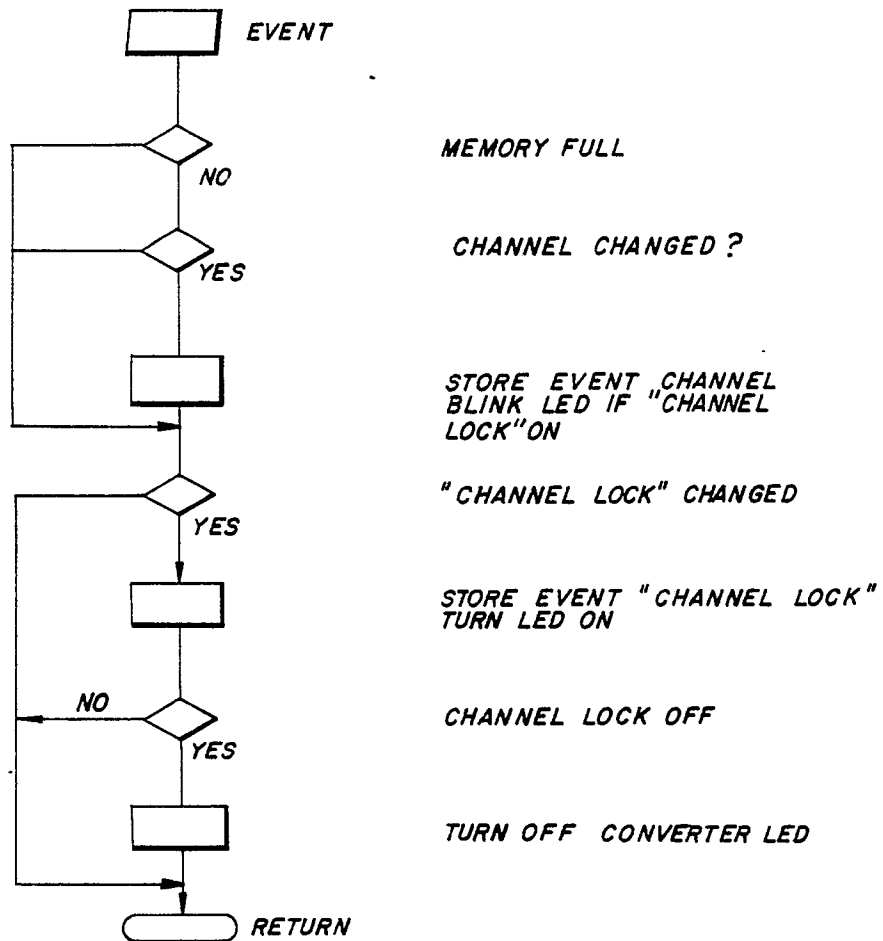 EVENT
MEMORY FULL
NO
CHANNEL CHANGED?
YES
STORE EVENT CHANNEL
BLINK LED IF "CHANNEL
LOCK" ON
"CHANNEL LOCK" CHANGED
YES
STORE EVENT "CHANNEL LOCK"
TURN LED ON
NO
CHANNEL LOCK OFF
YES
TURN OFF CONVERTER LED
RETURN